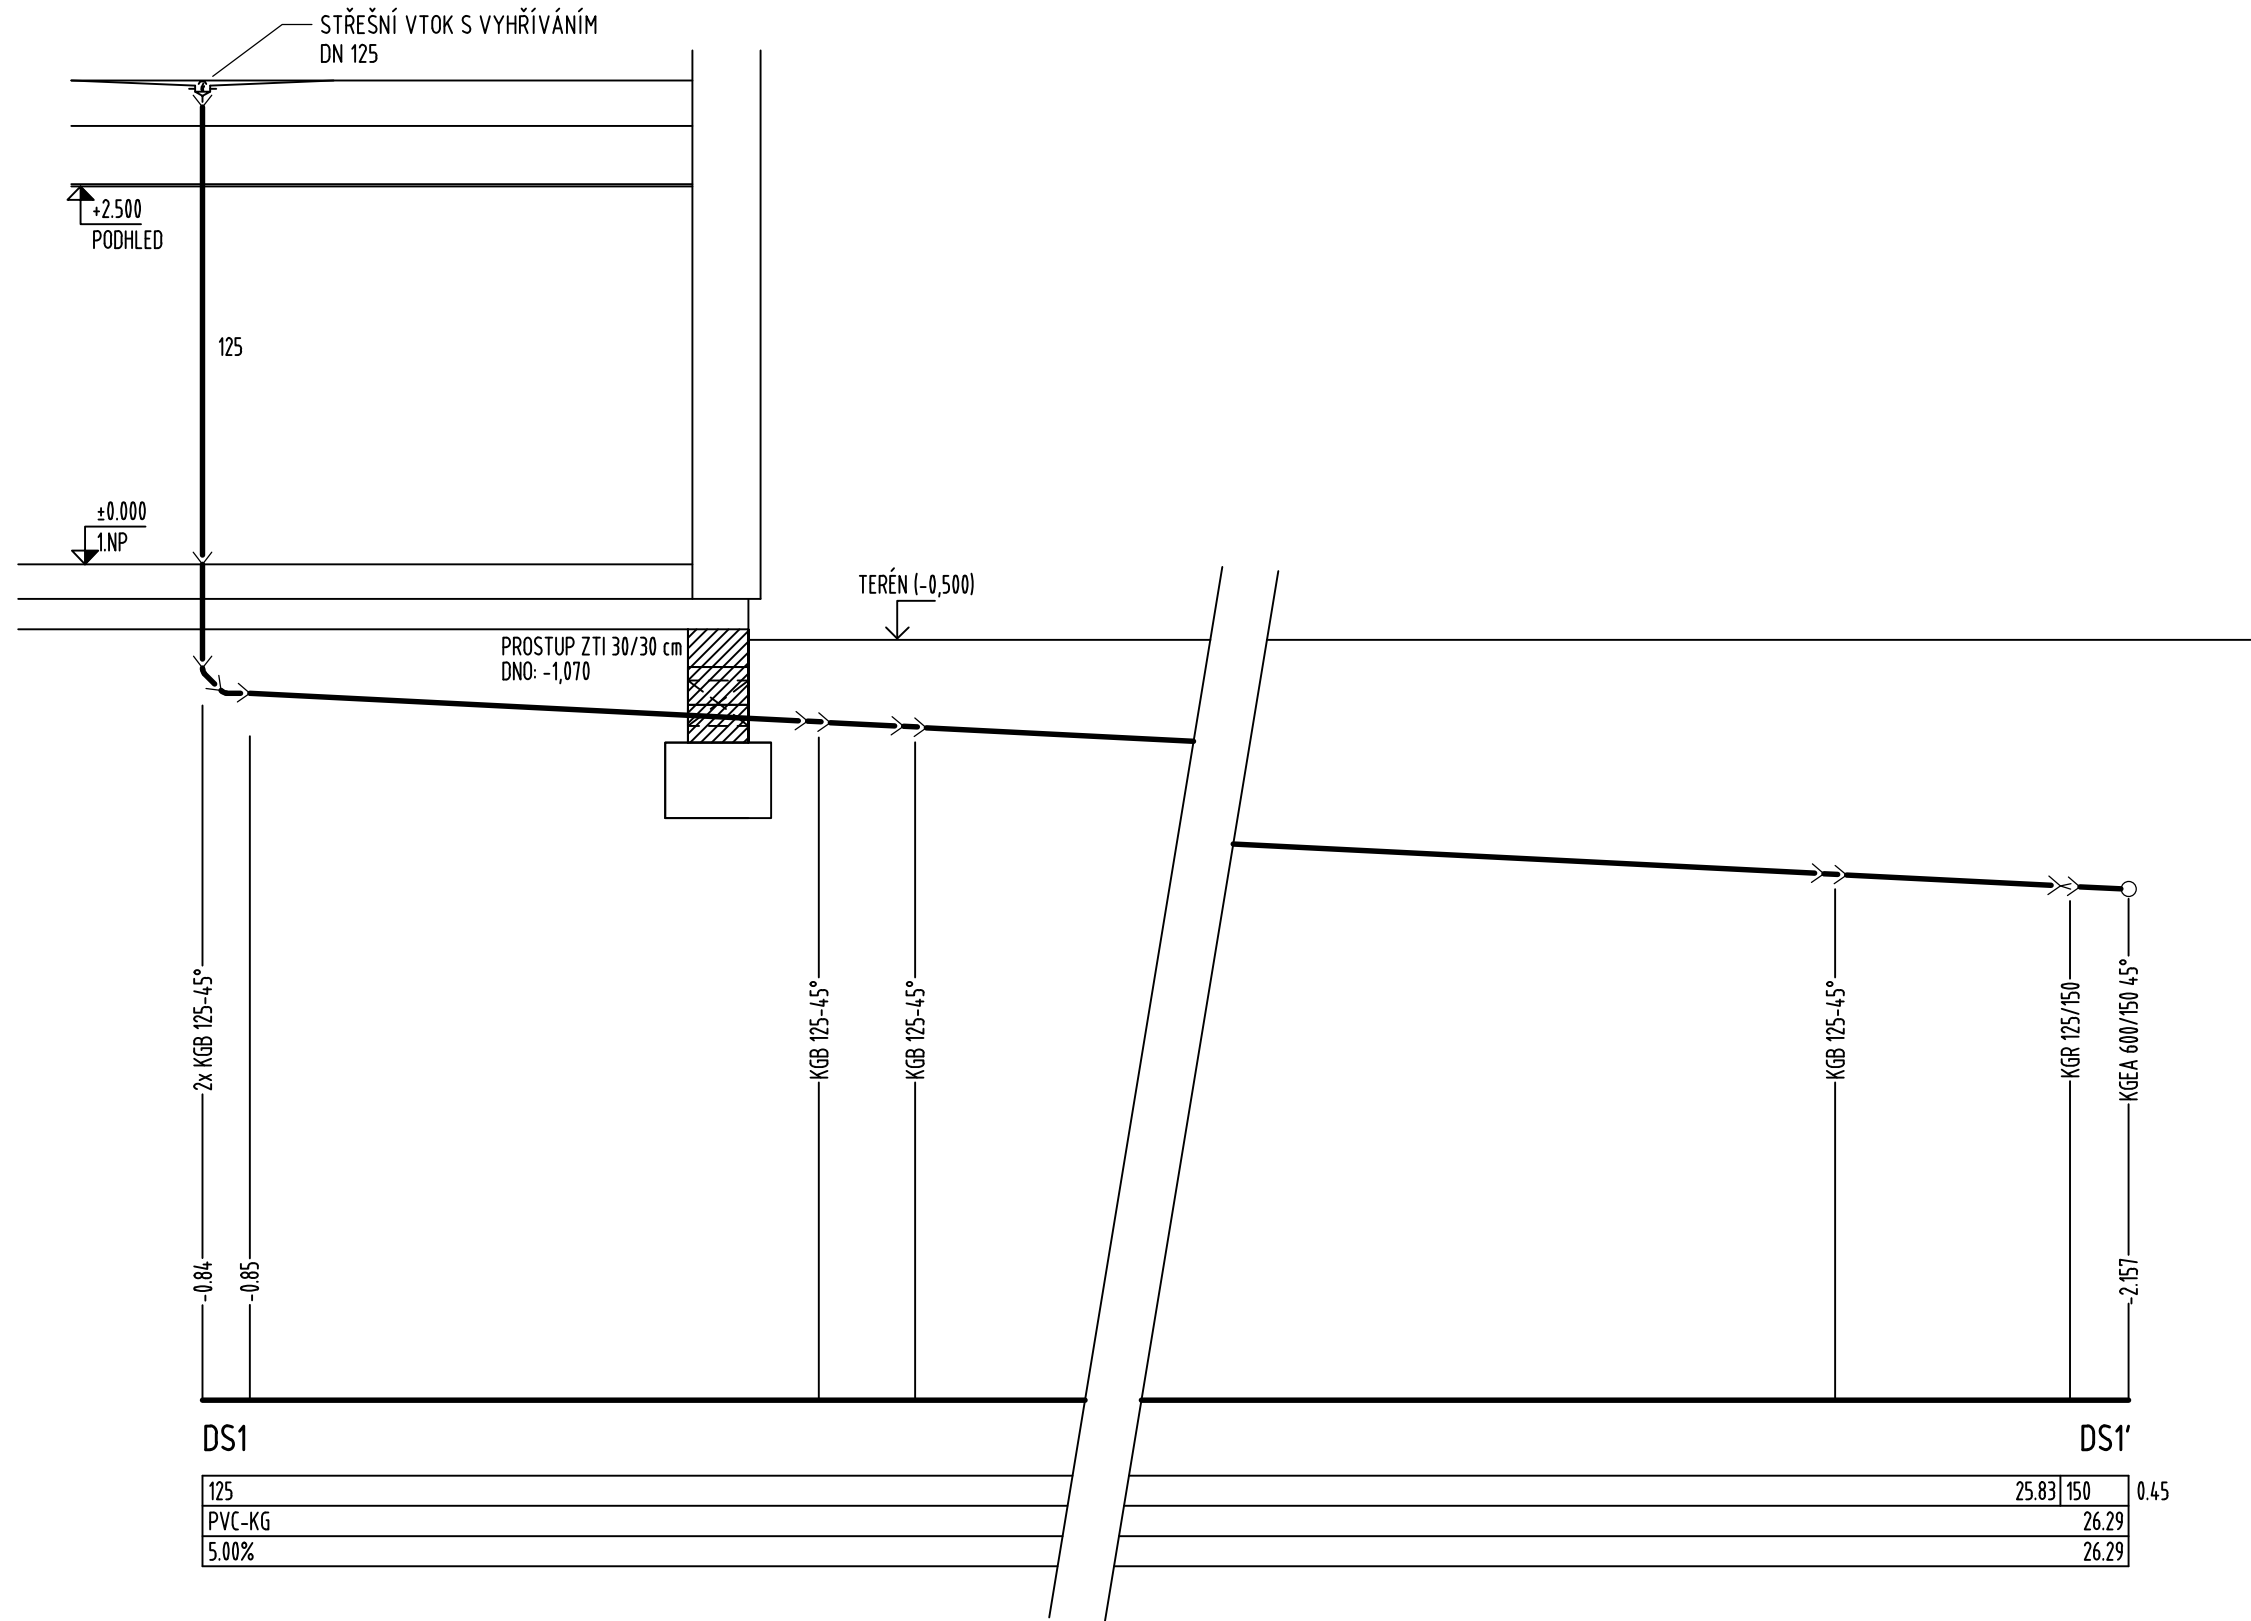 STŘEŠNÍ VTOK S VYHŘÍVÁNÍM
DN 125
+2.500
PODHLED
125
±0.000
1.NP
TERÉN (-0,500)
PROSTUP ZTI 30/30 cm
DNO: -1,070
2x KGB 125-45°
KGB 125-45°
KGB 125-45°
KGB 125-45°
KGR 125/150
KGEA 600/150 45°
-0.84
-0.85
-2.157
DS1
DS1'
125 25.83 150 0.45
PVC-KG 26.29
5.00% 26.29